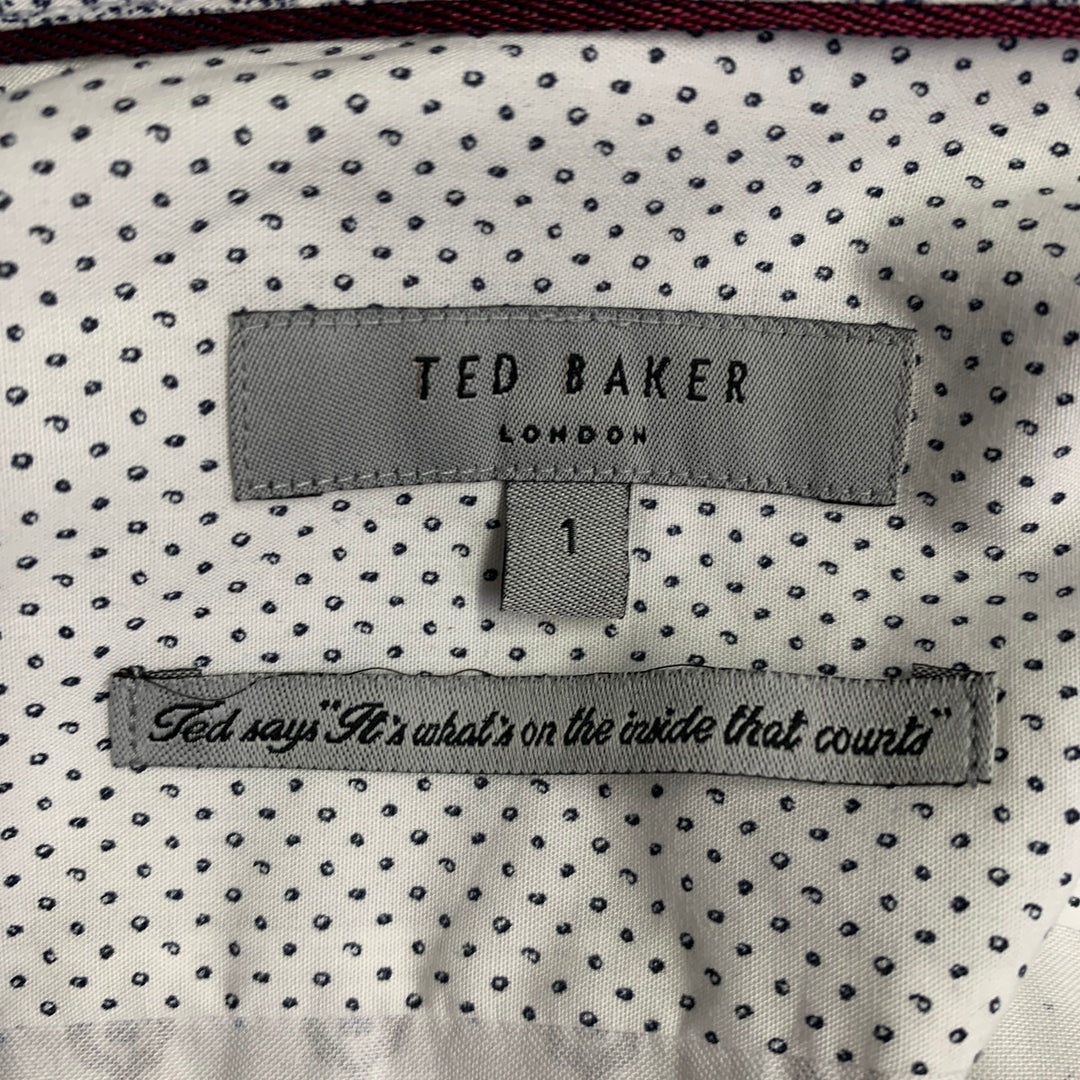 TED BAKER
LONDON
1
Ted says "It's what's on the inside that counts"